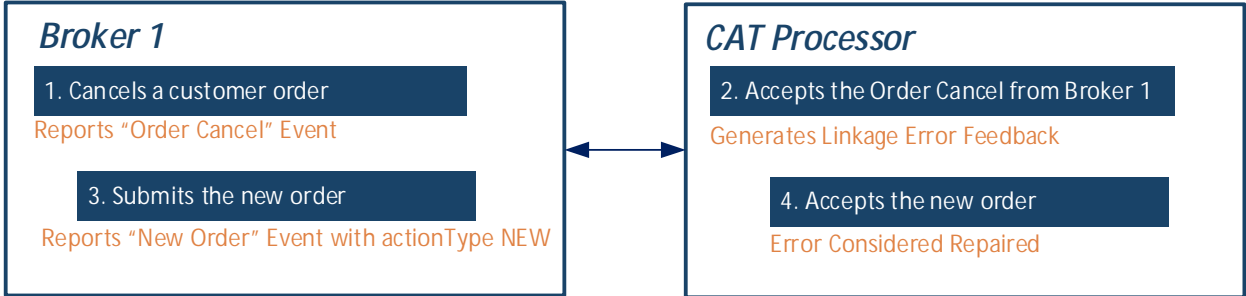 Broker 1
1. Cancels a customer order
Reports “Order Cancel” Event
3. Submits the new order
Reports “New Order” Event with actionType NEW
CAT Processor
2. Accepts the Order Cancel from Broker 1
Generates Linkage Error Feedback
4. Accepts the new order
Error Considered Repaired